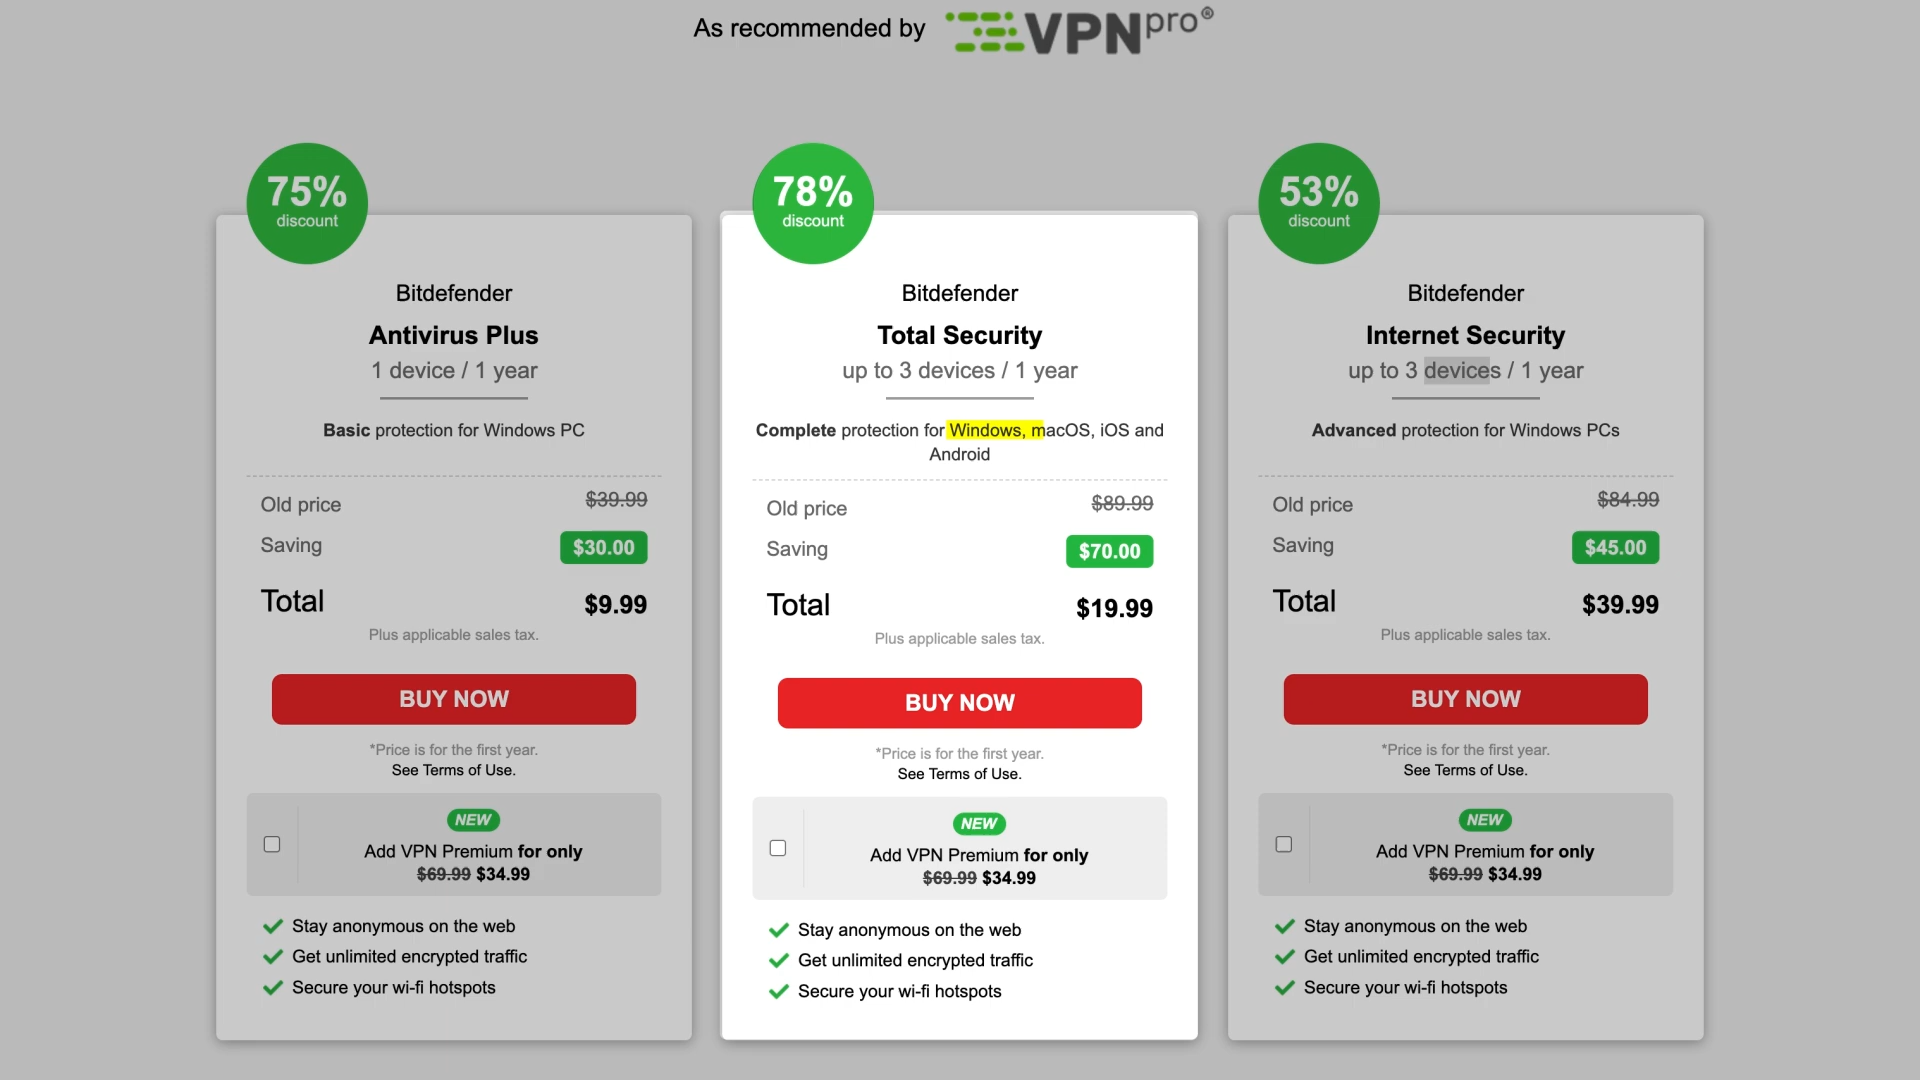 As recommended by VPNpro®
75%
discount
Bitdefender
Antivirus Plus
1 device / 1 year
Basic protection for Windows PC
Old price $39.99
Saving $30.00
Total $9.99
Plus applicable sales tax.
BUY NOW
*Price is for the first year.
See Terms of Use.
NEW
Add VPN Premium for only
$69.99 $34.99
Stay anonymous on the web
Get unlimited encrypted traffic
Secure your wi-fi hotspots
78%
discount
Bitdefender
Total Security
up to 3 devices / 1 year
Complete protection for Windows, macOS, iOS and
Android
Old price $89.99
Saving $70.00
Total $19.99
Plus applicable sales tax.
BUY NOW
*Price is for the first year.
See Terms of Use.
NEW
Add VPN Premium for only
$69.99 $34.99
Stay anonymous on the web
Get unlimited encrypted traffic
Secure your wi-fi hotspots
53%
discount
Bitdefender
Internet Security
up to 3 devices / 1 year
Advanced protection for Windows PCs
Old price $84.99
Saving $45.00
Total $39.99
Plus applicable sales tax.
BUY NOW
*Price is for the first year.
See Terms of Use.
NEW
Add VPN Premium for only
$69.99 $34.99
Stay anonymous on the web
Get unlimited encrypted traffic
Secure your wi-fi hotspots